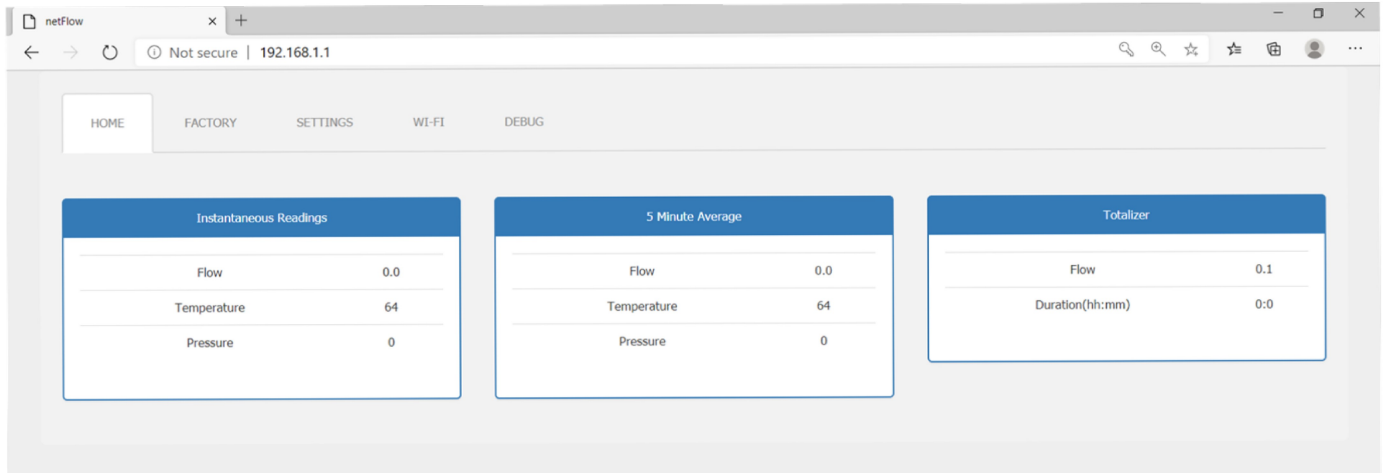 netFlow
Not secure | 192.168.1.1
HOME FACTORY SETTINGS WI-FI DEBUG
Instantaneous Readings
Flow 0.0
Temperature 64
Pressure 0
5 Minute Average
Flow 0.0
Temperature 64
Pressure 0
Totalizer
Flow 0.1
Duration(hh:mm) 0:0